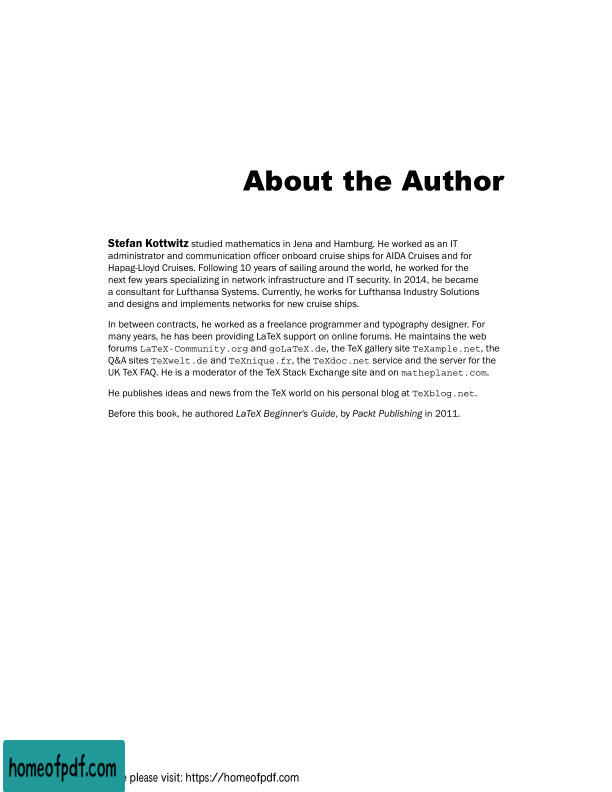 About the Author
Stefan Kottwitz studied mathematics in Jena and Hamburg. He worked as an IT
administrator and communication officer onboard cruise ships for AIDA Cruises and for
Hapag-Lloyd Cruises. Following 10 years of sailing around the world, he worked for the
next few years specializing in network infrastructure and IT security. In 2014, he became
a consultant for Lufthansa Systems. Currently, he works for Lufthansa Industry Solutions
and designs and implements networks for new cruise ships.
In between contracts, he worked as a freelance programmer and typography designer. For
many years, he has been providing LaTeX support on online forums. He maintains the web
forums LaTeX-Community.org and goLaTeX.de, the TeX gallery site TeXample.net, the
Q&A sites TeXwelt.de and TeXnique.fr, the TeXdoc.net service and the server for the
UK TeX FAQ. He is a moderator of the TeX Stack Exchange site and on matheplanet.com.
He publishes ideas and news from the TeX world on his personal blog at TeXblog.net.
Before this book, he authored LaTeX Beginner's Guide, by Packt Publishing in 2011.
homeofpdf.com
please visit: https://homeofpdf.com